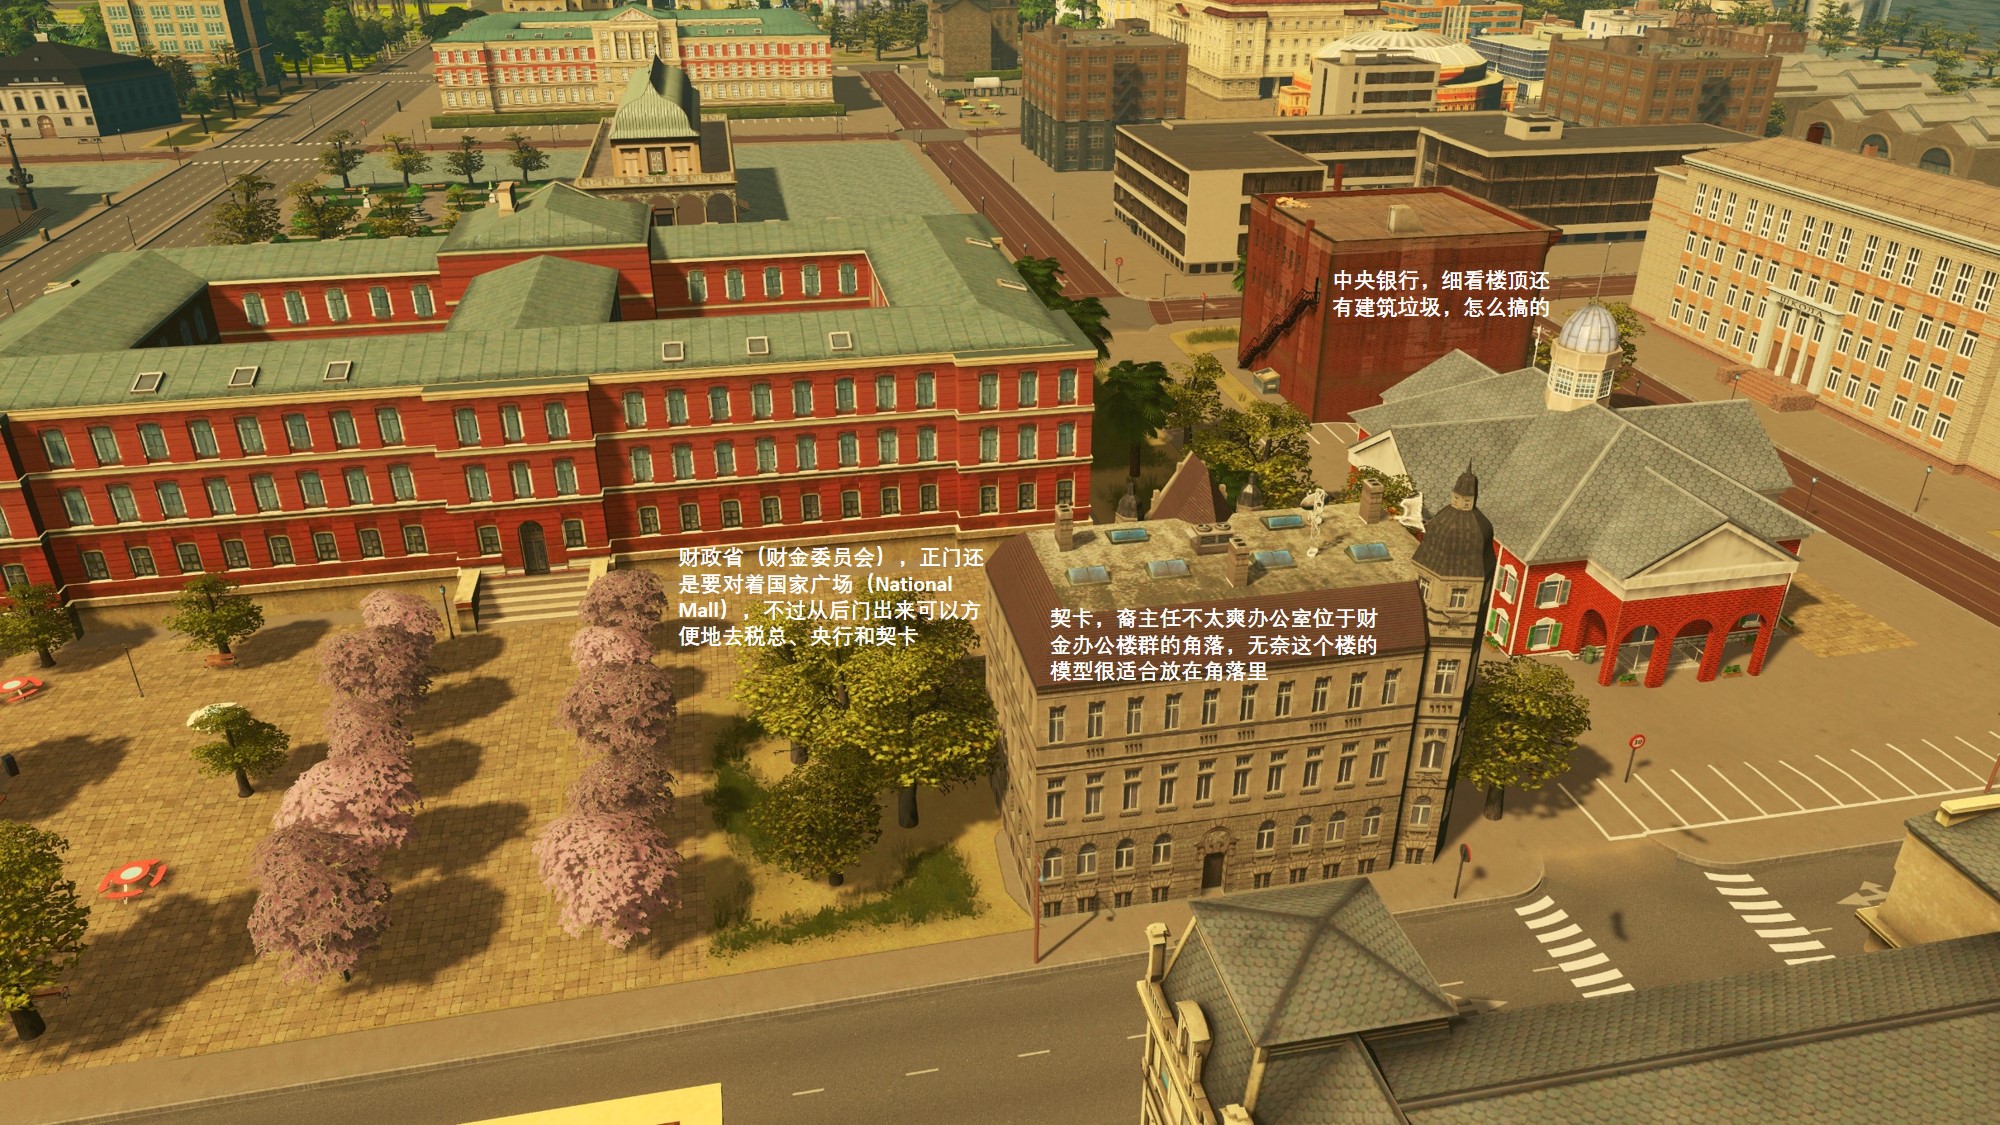 中央银行，细看楼顶还
有建筑垃圾，怎么搞的
财政省（财金委员会），正门还
是要对着国家广场（National
Mall），不过从后门出来可以方
便地去税总、央行和契卡
契卡，裔主任不太爽办公室位于财
金办公楼群的角落，无奈这个楼的
模型很适合放在角落里